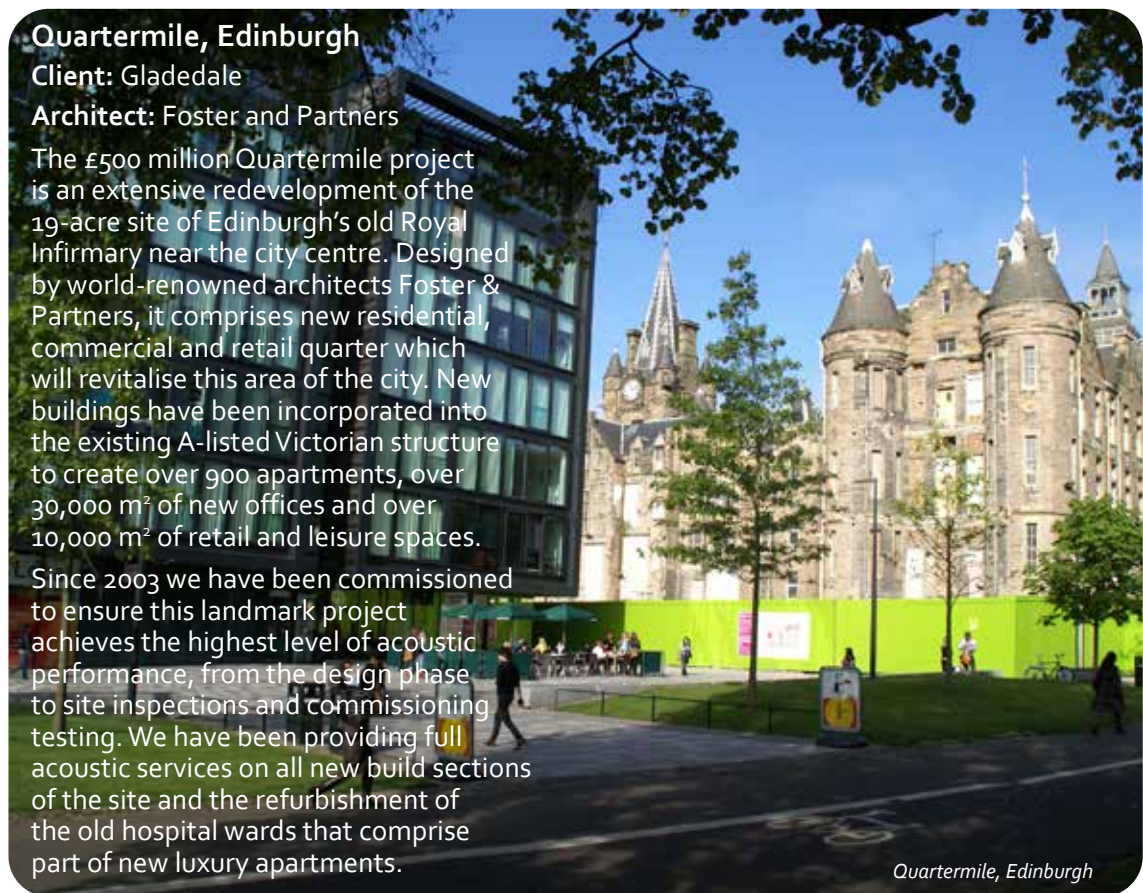 Quartermile, Edinburgh
Client: Gladedale
Architect: Foster and Partners
The £500 million Quartermile project
is an extensive redevelopment of the
19-acre site of Edinburgh's old Royal
Infirmary near the city centre. Designed
by world-renowned architects Foster &
Partners, it comprises new residential,
commercial and retail quarter which
will revitalise this area of the city. New
buildings have been incorporated into
the existing A-listed Victorian structure
to create over 900 apartments, over
30,000 m² of new offices and over
10,000 m² of retail and leisure spaces.
Since 2003 we have been commissioned
to ensure this landmark project
achieves the highest level of acoustic
performance, from the design phase
to site inspections and commissioning
testing. We have been providing full
acoustic services on all new build sections
of the site and the refurbishment of
the old hospital wards that comprise
part of new luxury apartments.
Quartermile, Edinburgh